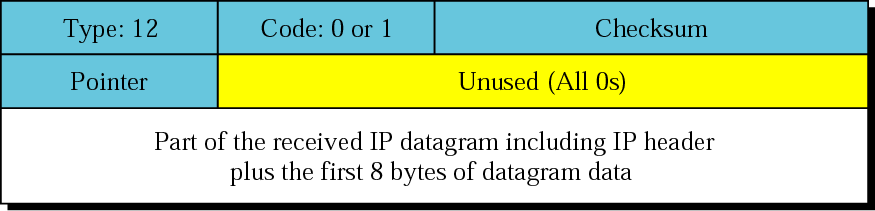 Type: 12 Code: 0 or 1 Checksum
Pointer Unused (All 0s)
Part of the received IP datagram including IP header
plus the first 8 bytes of datagram data